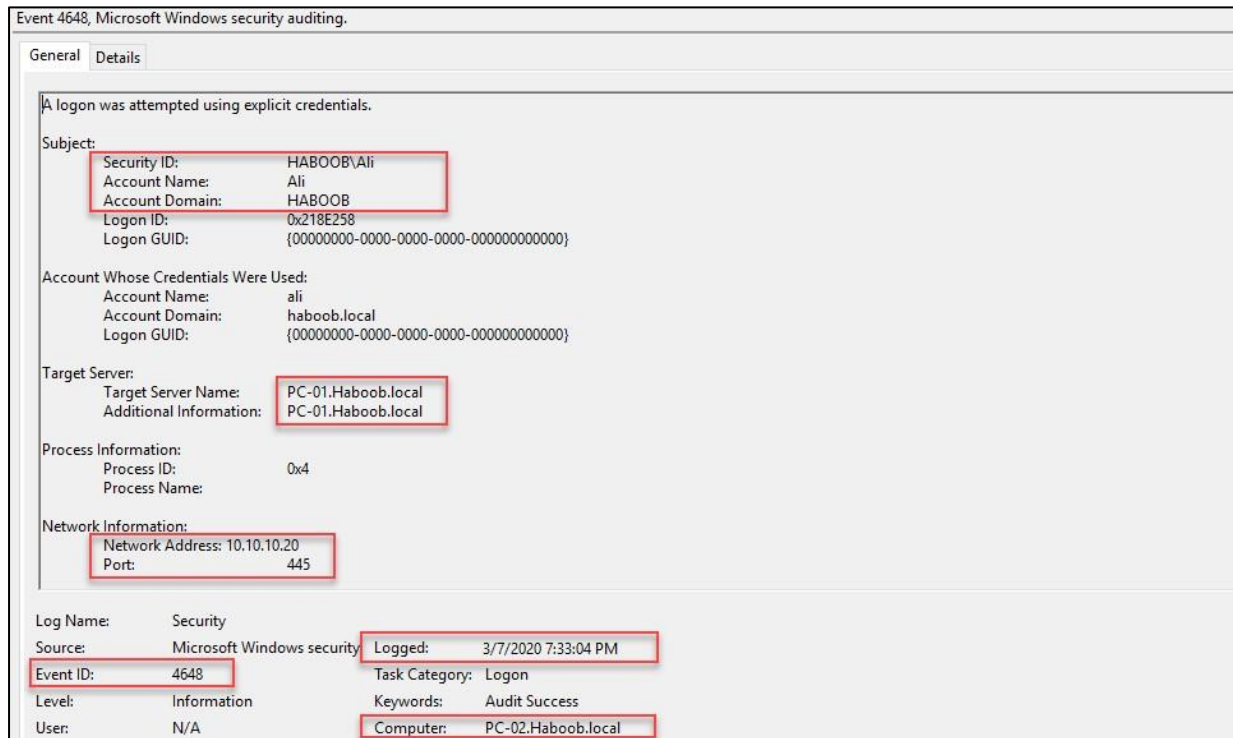 Event 4648, Microsoft Windows security auditing.
General Details
A logon was attempted using explicit credentials.
Subject:
Security ID: HABOOB\Ali
Account Name: Ali
Account Domain: HABOOB
Logon ID: 0x218E258
Logon GUID: {00000000-0000-0000-0000-000000000000}
Account Whose Credentials Were Used:
Account Name: ali
Account Domain: haboob.local
Logon GUID: {00000000-0000-0000-0000-000000000000}
Target Server:
Target Server Name: PC-01.Haboob.local
Additional Information: PC-01.Haboob.local
Process Information:
Process ID: 0x4
Process Name:
Network Information:
Network Address: 10.10.10.20
Port: 445
Log Name: Security
Source: Microsoft Windows security Logged: 3/7/2020 7:33:04 PM
Event ID: 4648 Task Category: Logon
Level: Information Keywords: Audit Success
User: N/A Computer: PC-02.Haboob.local